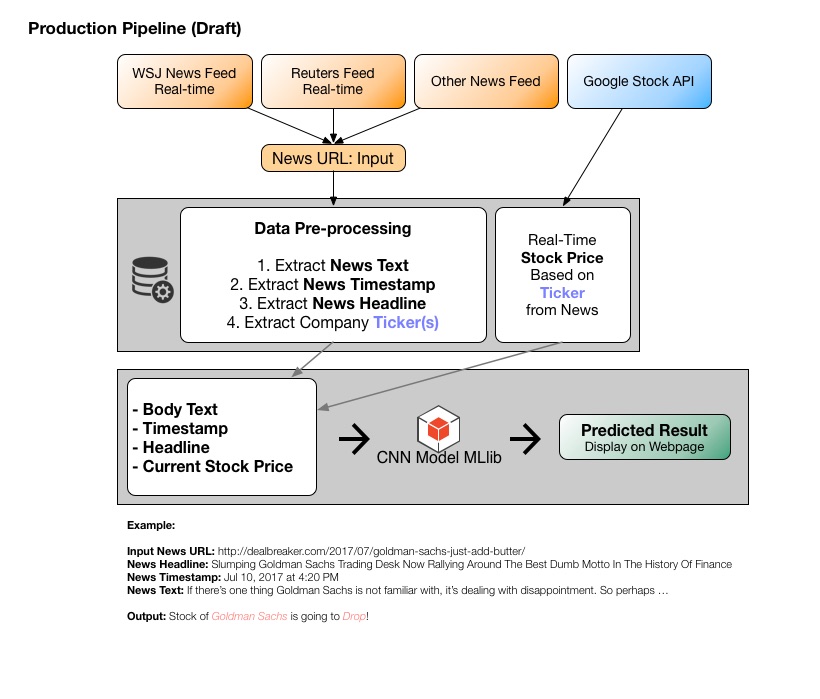 Production Pipeline (Draft)
WSJ News Feed
Real-time
Reuters Feed
Real-time
Other News Feed
Google Stock API
News URL: Input
Data Pre-processing
1. Extract News Text
2. Extract News Timestamp
3. Extract News Headline
4. Extract Company Ticker(s)
Real-Time
Stock Price
Based on
Ticker
from News
- Body Text
- Timestamp
- Headline
- Current Stock Price
CNN Model MLlib
Predicted Result
Display on Webpage
Example:
Input News URL: http://dealbreaker.com/2017/07/goldman-sachs-just-add-butter/
News Headline: Slumping Goldman Sachs Trading Desk Now Rallying Around The Best Dumb Motto In The History Of Finance
News Timestamp: Jul 10, 2017 at 4:20 PM
News Text: If there's one thing Goldman Sachs is not familiar with, it's dealing with disappointment. So perhaps …
Output: Stock of Goldman Sachs is going to Drop!